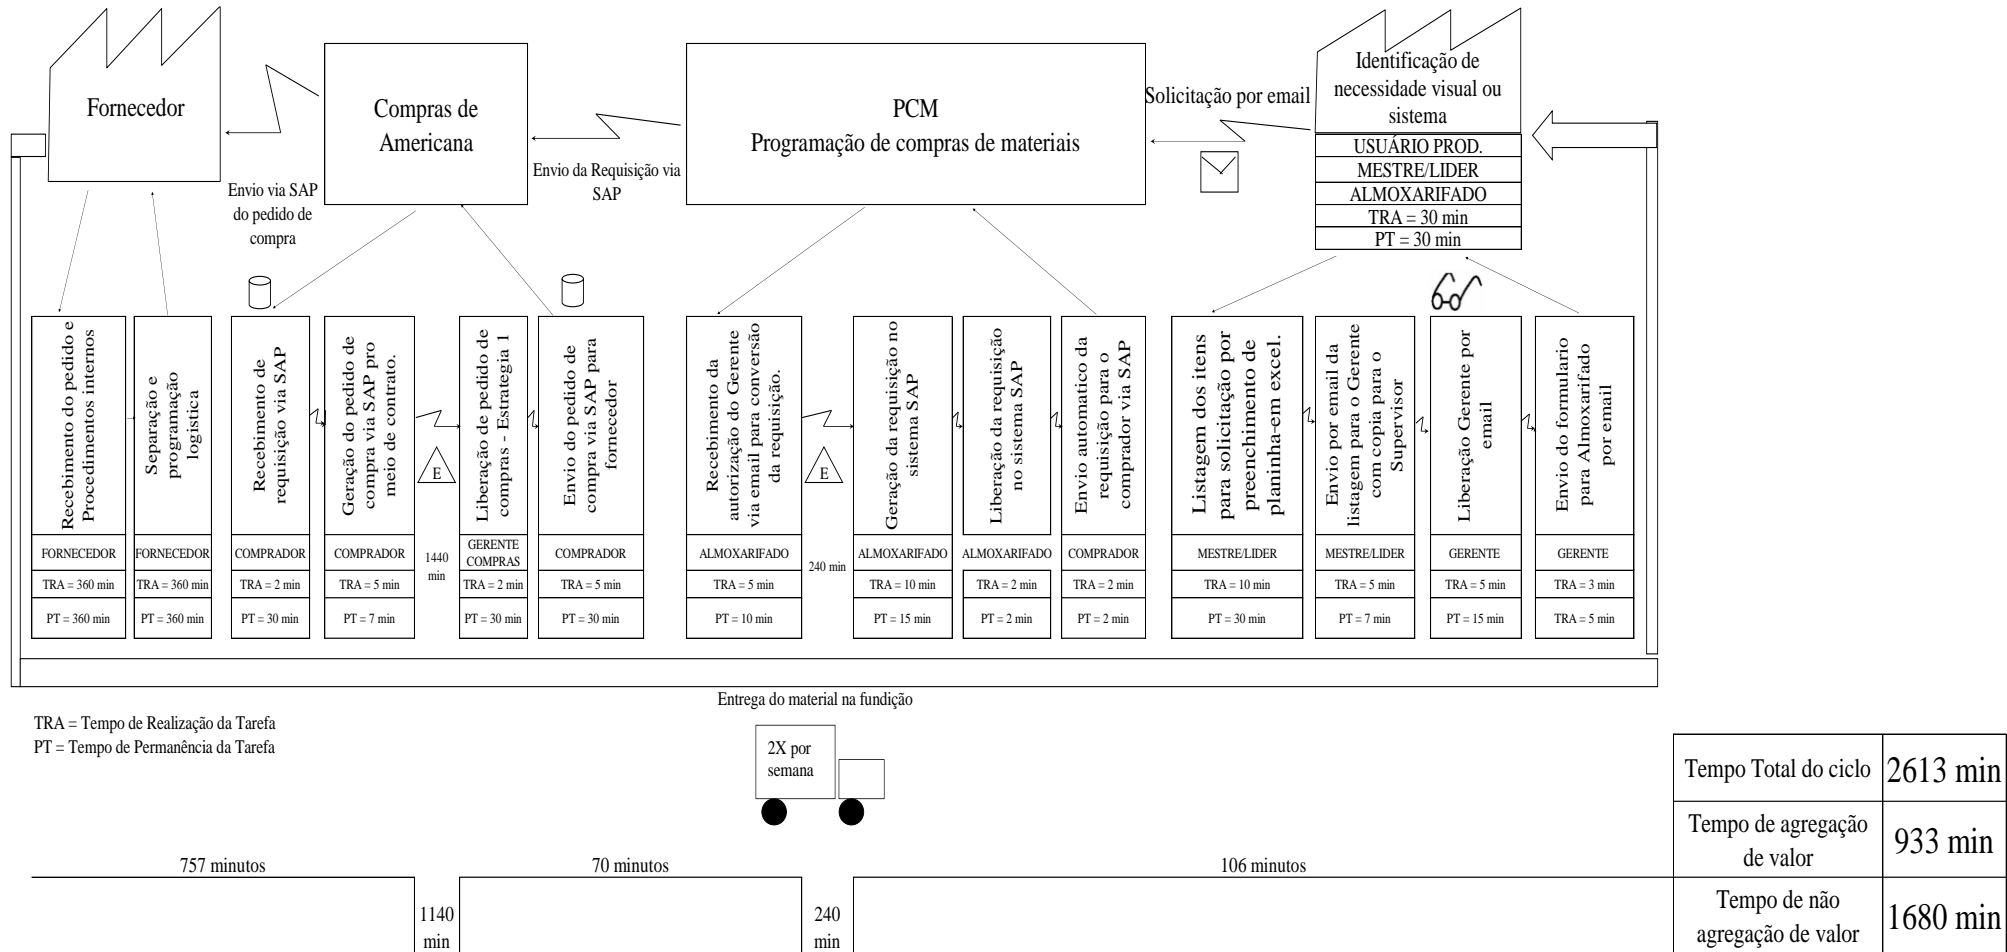 Fornecedor
Compras de
Americana
PCM
Programação de compras de materiais
Identificação de
necessidade visual ou
sistema
USUÁRIO PROD.
MESTRE/LIDER
ALMOXARIFADO
TRA = 30 min
PT = 30 min
Solicitação por email
Envio da Requisição via
SAP
Envio via SAP
do pedido de
compra
Recebimento do pedido e
Procedimentos internos
FORNECEDOR
TRA = 360 min
PT = 360 min
Separação e
programação
logistica
FORNECEDOR
TRA = 360 min
PT = 360 min
Recebimento de
requisição via SAP
COMPRADOR
TRA = 2 min
PT = 30 min
Geração do pedido de
compra via SAP pro
meio de contrato.
COMPRADOR
TRA = 5 min
PT = 7 min
E
1440
min
Liberação de pedido de
compras - Estrategia 1
GERENTE
COMPRAS
TRA = 2 min
PT = 30 min
Envio do pedido de
compra via SAP para
fornecedor
COMPRADOR
TRA = 5 min
PT = 30 min
Recebimento da
autorização do Gerente
via email para conversão
da requisição.
ALMOXARIFADO
TRA = 5 min
PT = 10 min
E
240 min
Geração da requisição no
sistema SAP
ALMOXARIFADO
TRA = 10 min
PT = 15 min
Liberação da requisição
no sistema SAP
ALMOXARIFADO
TRA = 2 min
PT = 2 min
Envio automatico da
requisição para o
comprador via SAP
COMPRADOR
TRA = 2 min
PT = 2 min
Listagem dos itens
para solicitação por
preenchimento de
planinha-em excel.
MESTRE/LIDER
TRA = 10 min
PT = 30 min
Envio por email da
listagem para o Gerente
com copia para o
Supervisor
MESTRE/LIDER
TRA = 5 min
PT = 7 min
Liberação Gerente por
email
GERENTE
TRA = 5 min
PT = 15 min
Envio do formulario
para Almoxarifado
por email
GERENTE
TRA = 3 min
TRA = 5 min
Entrega do material na fundição
TRA = Tempo de Realização da Tarefa
PT = Tempo de Permanência da Tarefa
2X por
semana
Tempo Total do ciclo
2613 min
Tempo de agregação
de valor
933 min
Tempo de não
agregação de valor
1680 min
757 minutos
70 minutos
106 minutos
1140
min
240
min